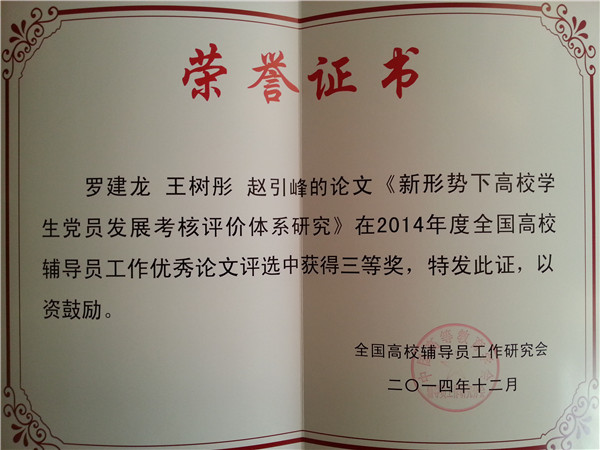 荣誉证书
罗建龙 王树彤 赵引峰的论文《新形势下高校学
生党员发展考核评价体系研究》在2014年度全国高校
辅导员工作优秀论文评选中获得三等奖，特发此证，以
资鼓励。
全国高校辅导员工作研究会
二〇一四年十二月